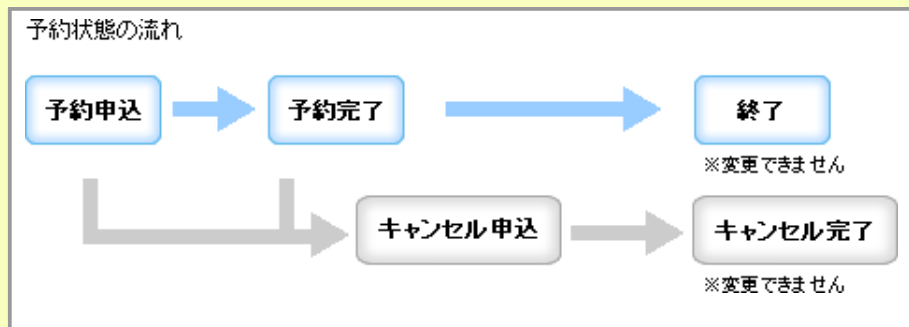 予約状態の流れ
予約申込
予約完了
終了
※変更できません
キャンセル申込
キャンセル完了
※変更できません